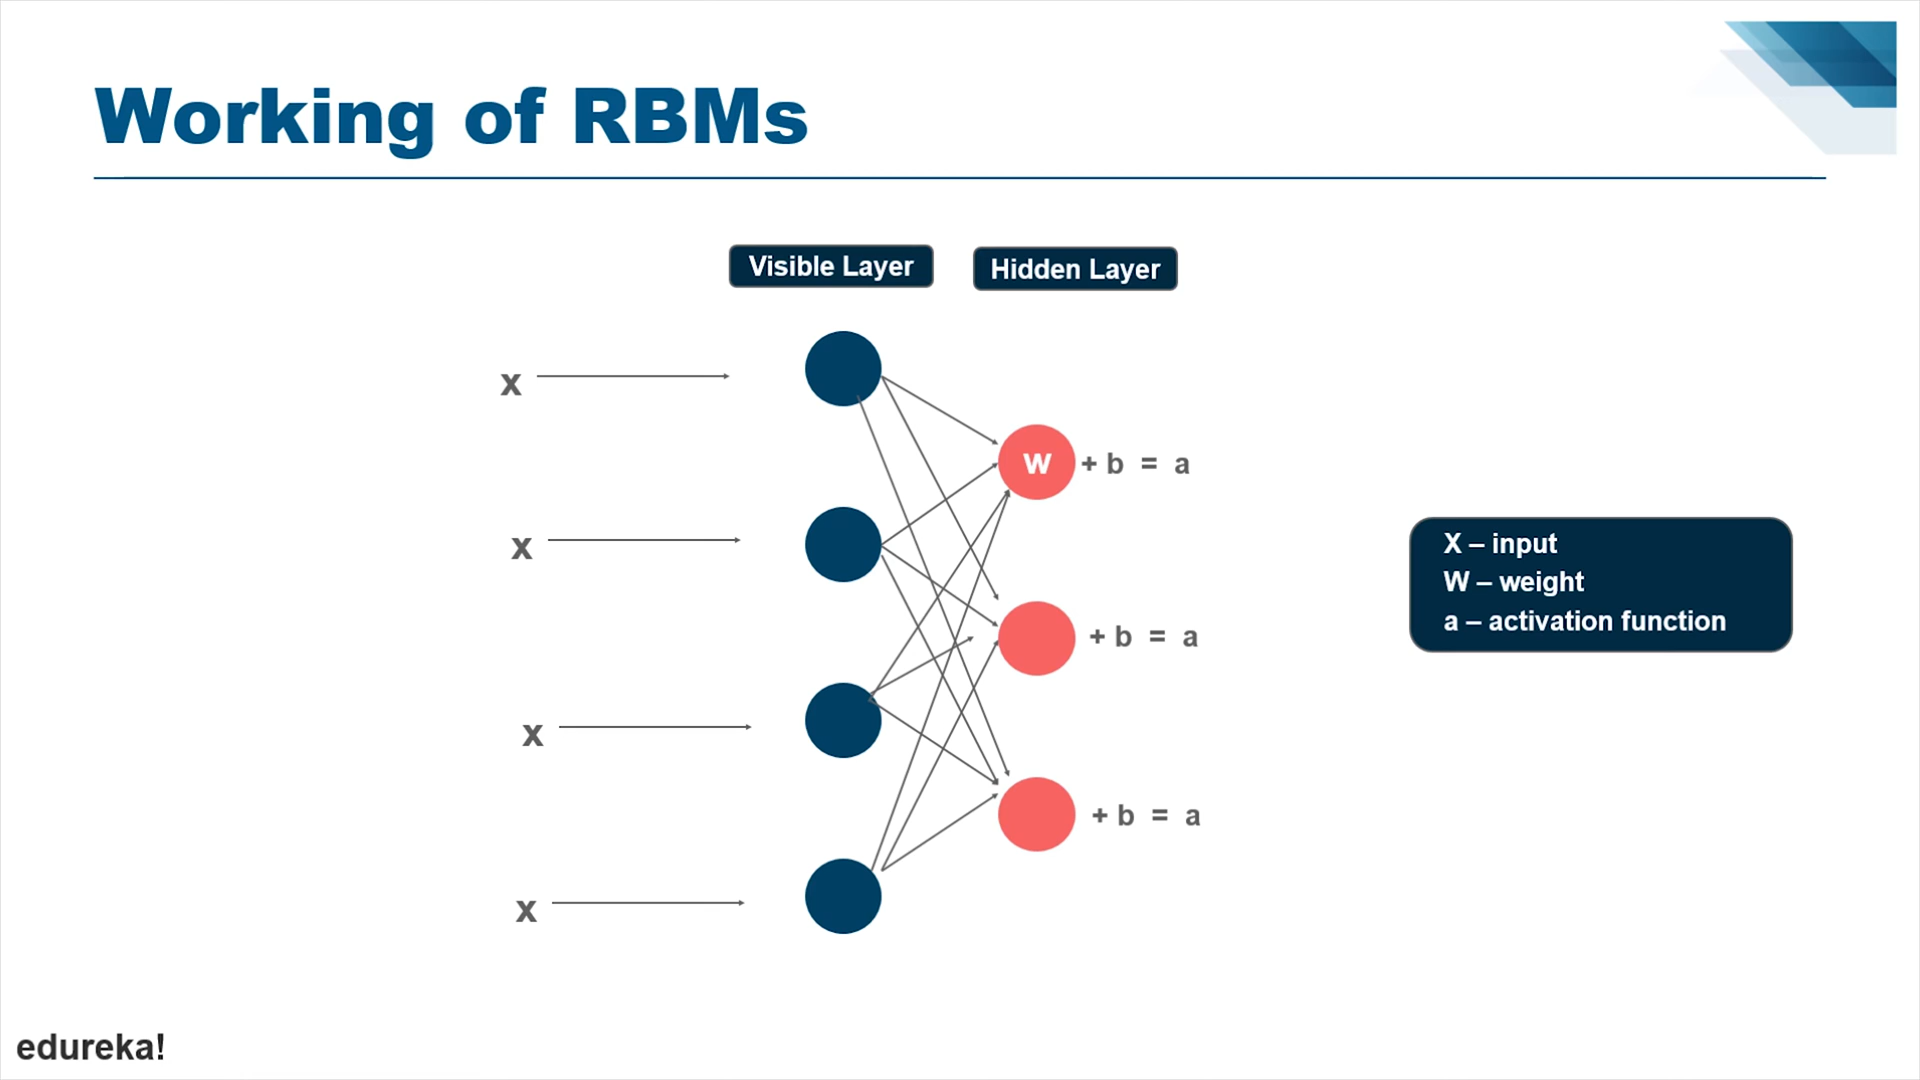 Working of RBMs
Visible Layer
Hidden Layer
x
W + b = a
x
X – input
W – weight
a – activation function
+ b = a
x
+ b = a
x
edureka!